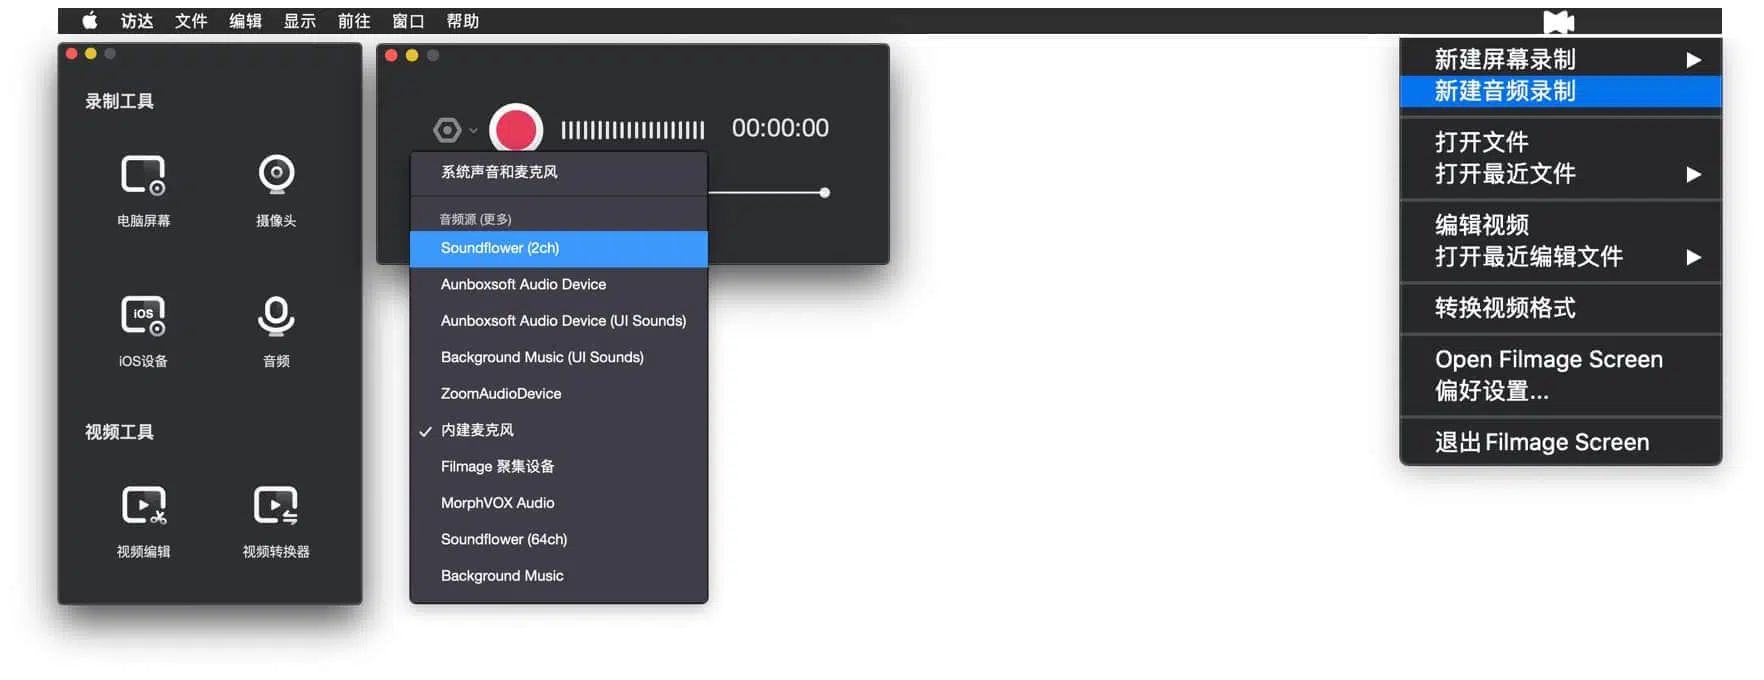 访达 文件 编辑 显示 前往 窗口 帮助
录制工具
电脑屏幕
摄像头
iOS
iOS设备
音频
视频工具
视频编辑
视频转换器
00:00:00
系统声音和麦克风
音频源 (更多)
Soundflower (2ch)
Aunboxsoft Audio Device
Aunboxsoft Audio Device (UI Sounds)
Background Music (UI Sounds)
ZoomAudioDevice
内建麦克风
Filmage 聚集设备
MorphVOX Audio
Soundflower (64ch)
Background Music
新建屏幕录制
新建音频录制
打开文件
打开最近文件
编辑视频
打开最近编辑文件
转换视频格式
Open Filmage Screen
偏好设置...
退出 Filmage Screen